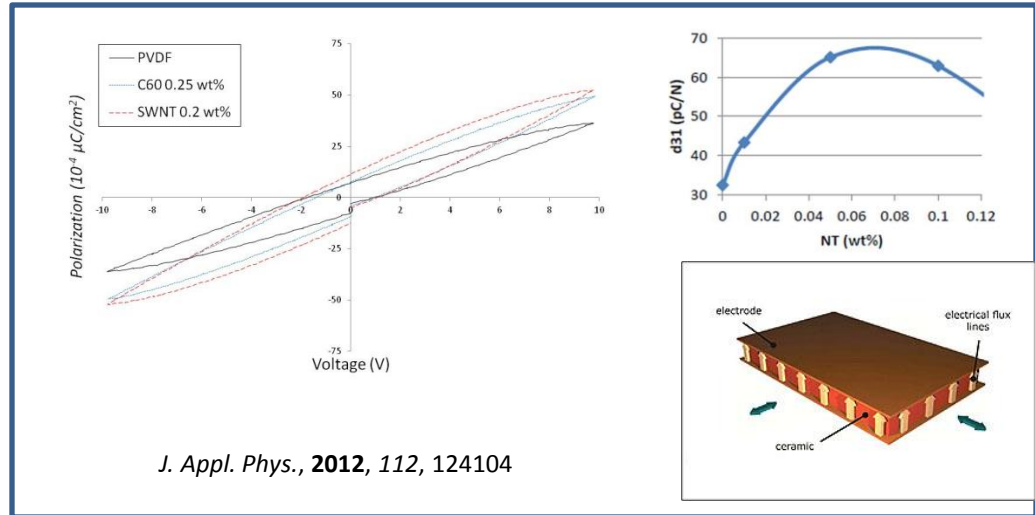 PVDF
C60 0.25 wt%
SWNT 0.2 wt%
Polarization (10⁻⁴ μC/cm²)
75
50
25
0
-25
-50
-75
-10
-8
-6
-4
-2
0
2
4
6
8
10
Voltage (V)
d31 (pC/N)
70
60
50
40
30
0
0.02
0.04
0.06
0.08
0.1
0.12
NT (wt%)
electrode
electrical flux
lines
ceramic
J. Appl. Phys., 2012, 112, 124104